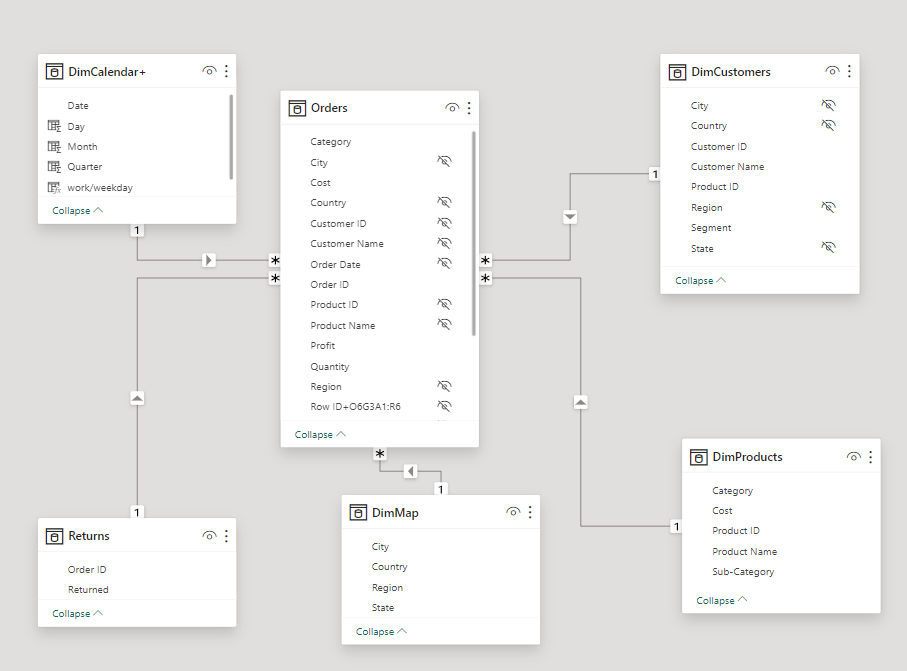 DimCalendar+
Date
Day
Month
Quarter
work/weekday
Collapse
Orders
Category
City
Cost
Country
Customer ID
Customer Name
Order Date
Order ID
Product ID
Product Name
Profit
Quantity
Region
Row ID+O6G3A1:R6
Collapse
DimCustomers
City
Country
Customer ID
Customer Name
Product ID
Region
Segment
State
Collapse
1
1
*
*
*
*
1
*
1
1
Returns
Order ID
Returned
Collapse
DimMap
City
Country
Region
State
Collapse
DimProducts
Category
Cost
Product ID
Product Name
Sub-Category
Collapse